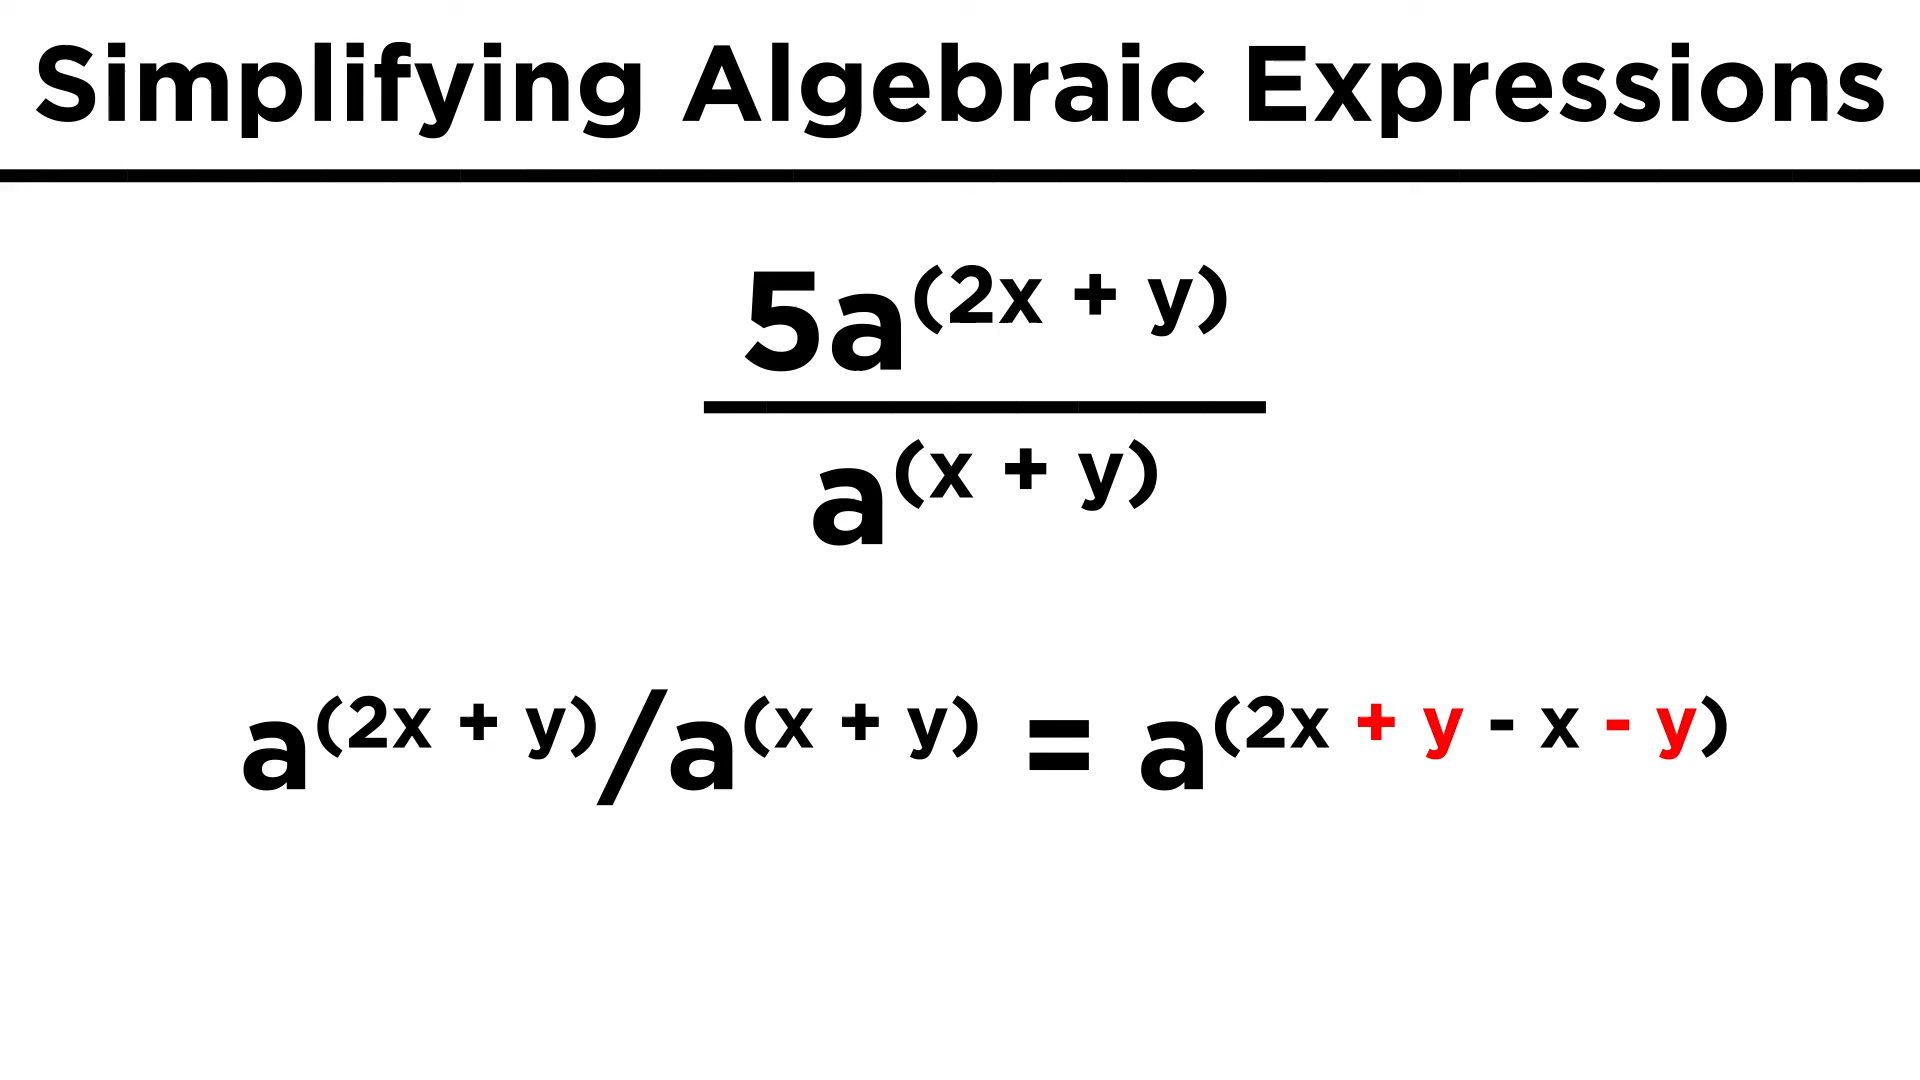 Simplifying Algebraic Expressions
5a^(2x + y)
a^(x + y)
a^(2x + y)/a^(x + y) = a^(2x + y - x - y)